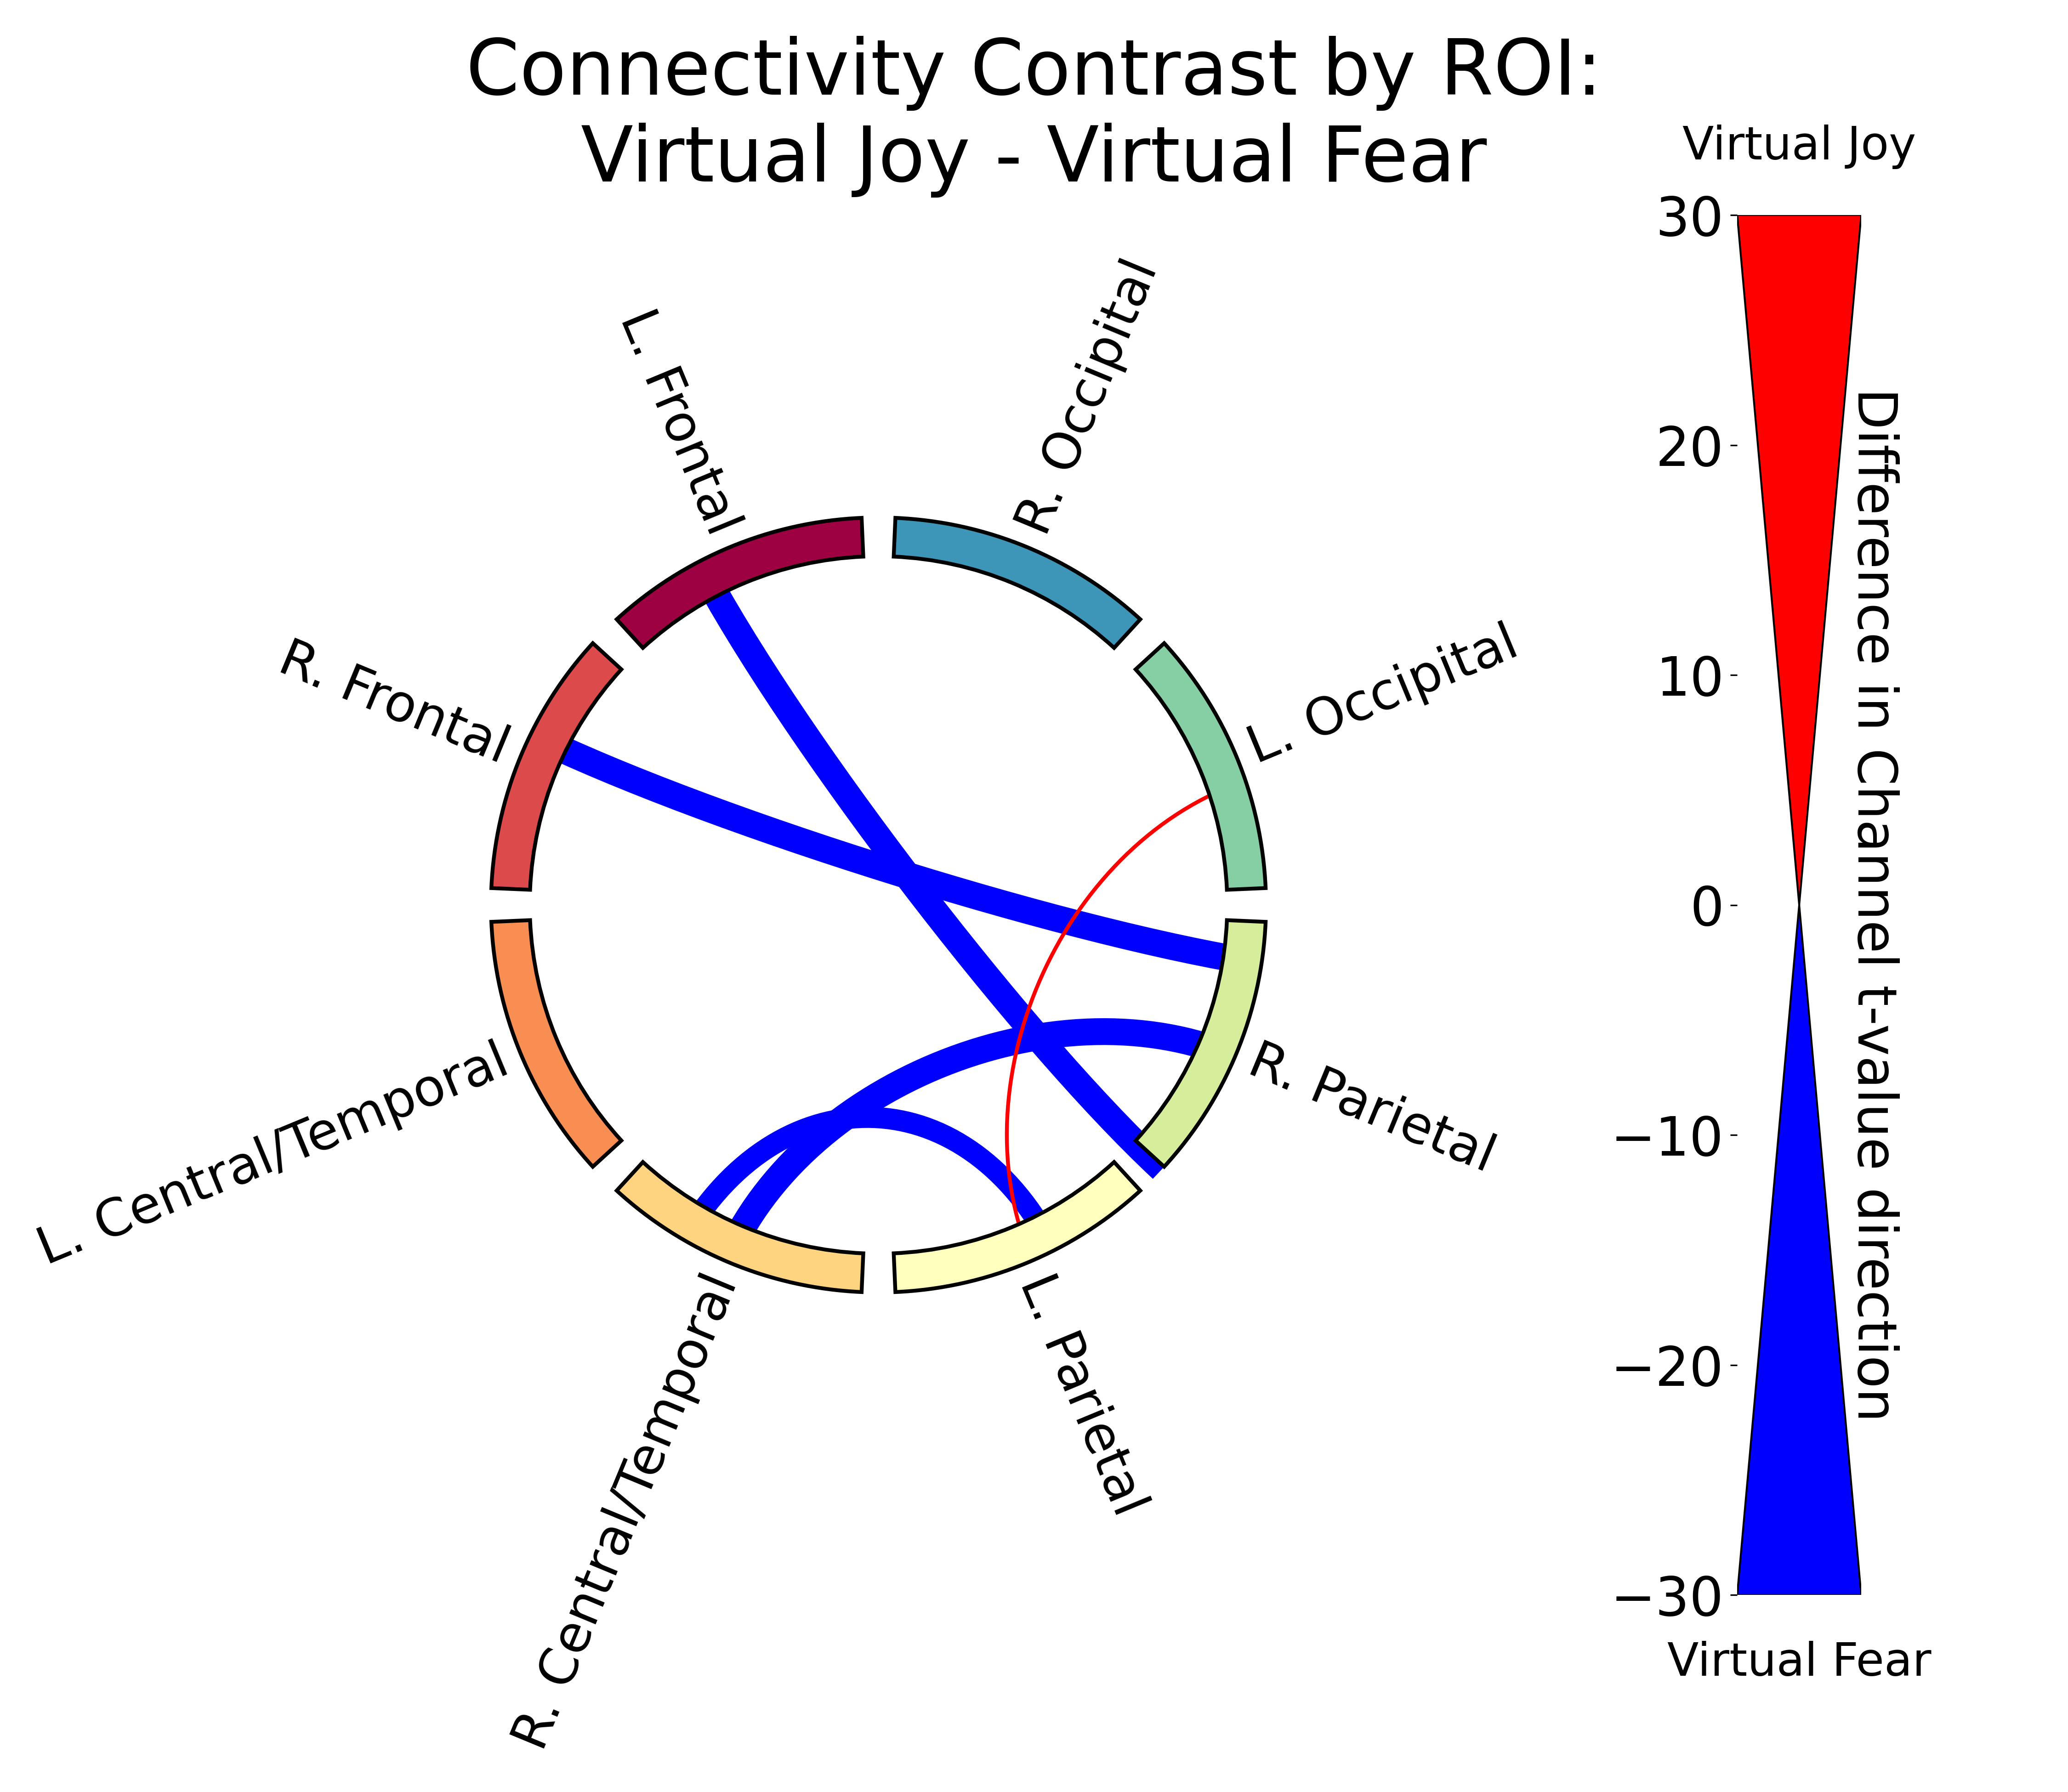 Connectivity Contrast by ROI:
Virtual Joy - Virtual Fear
Virtual Joy
30
20
10
0
−10
−20
−30
Virtual Fear
Difference in Channel t-value direction
R. Occipital
L. Frontal
L. Occipital
R. Frontal
R. Parietal
L. Central/Temporal
L. Parietal
R. Central/Temporal